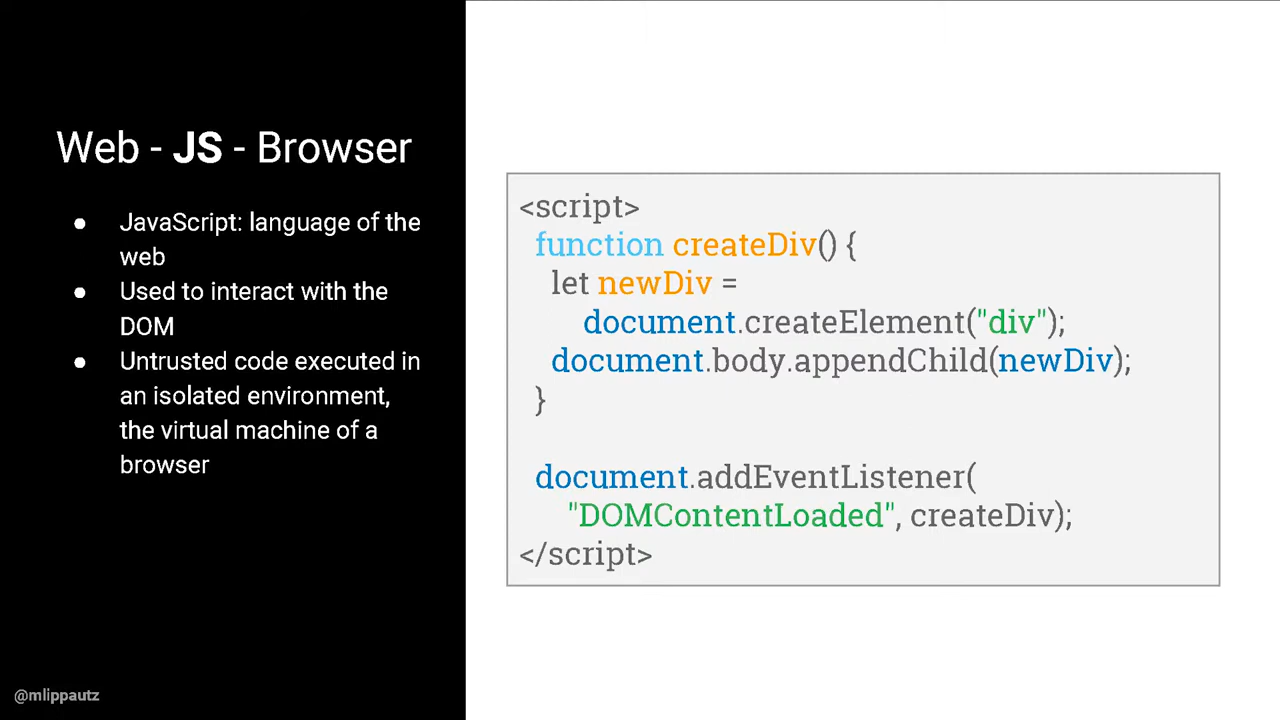 Web - JS - Browser
● JavaScript: language of the
web
● Used to interact with the
DOM
● Untrusted code executed in
an isolated environment,
the virtual machine of a
browser
@mlippautz
<script>
function createDiv() {
let newDiv =
document.createElement("div");
document.body.appendChild(newDiv);
}
document.addEventListener(
"DOMContentLoaded", createDiv);
</script>